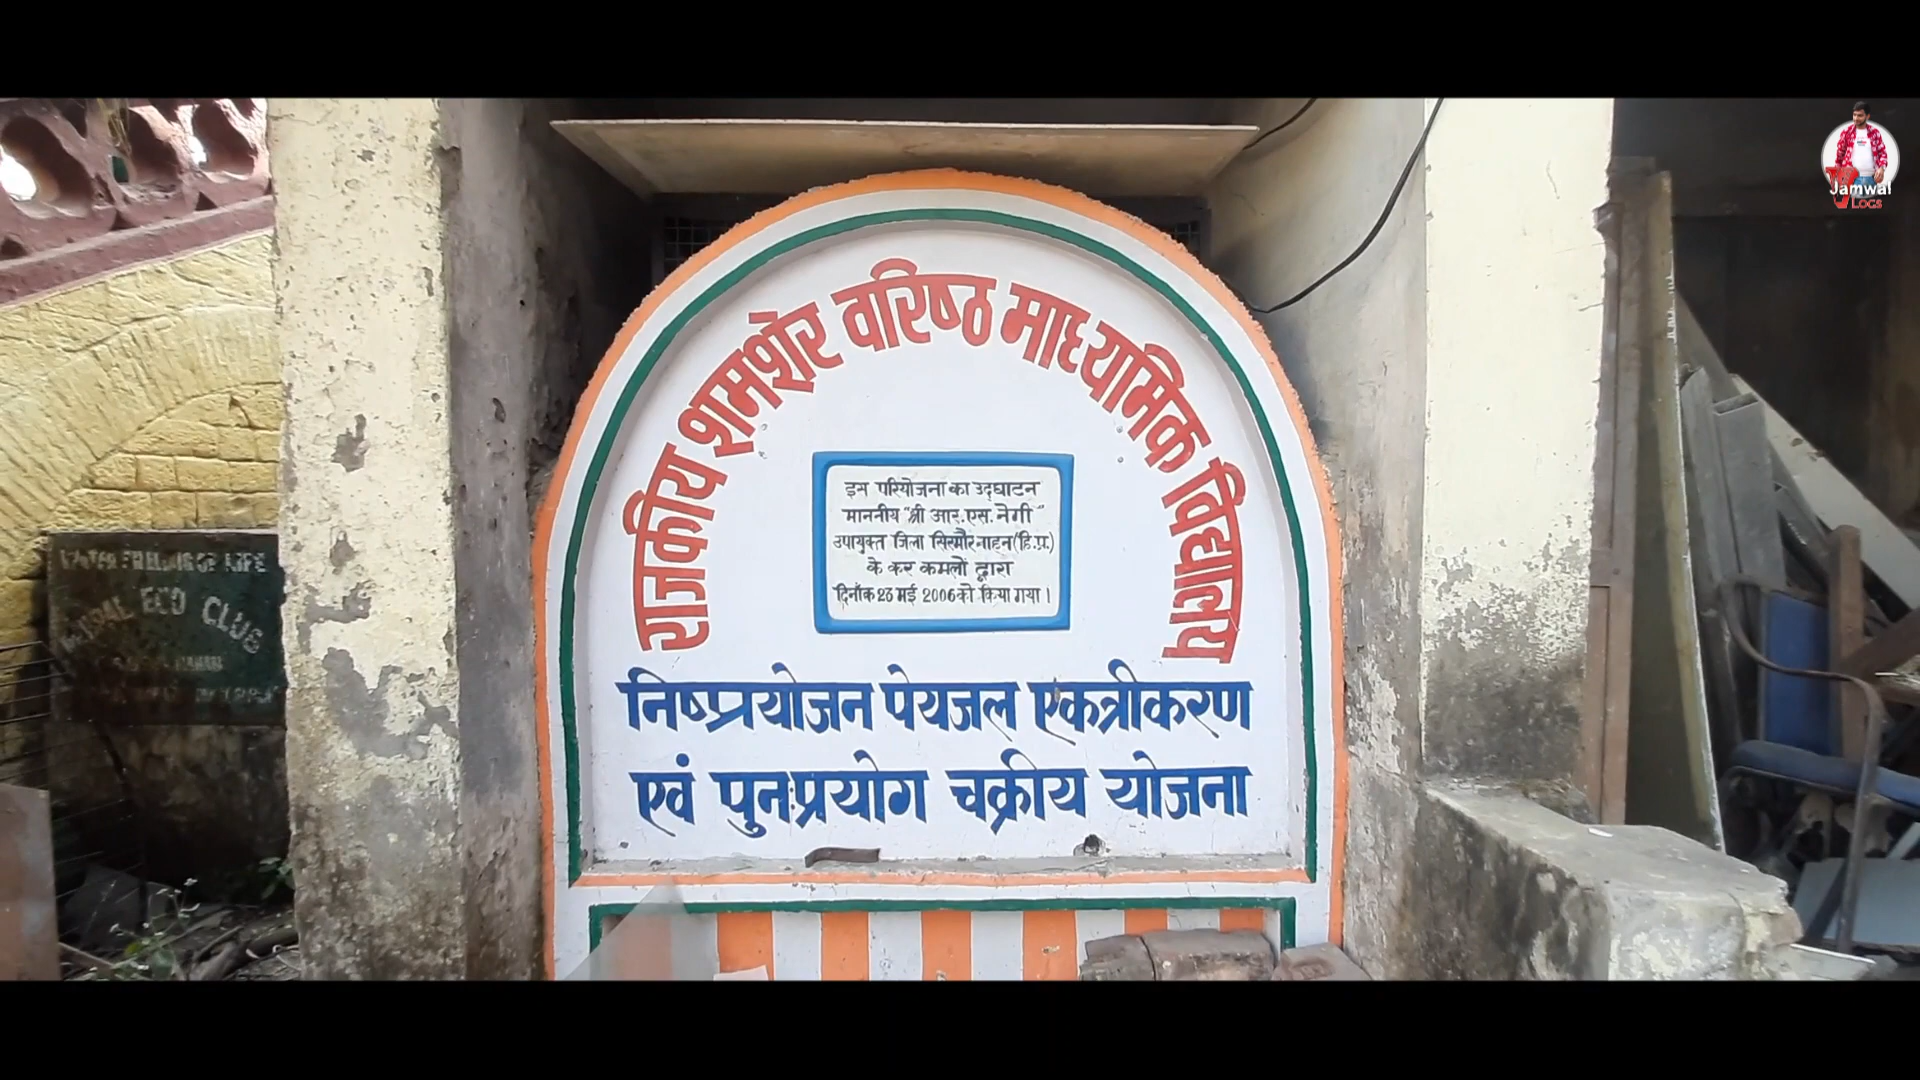 राजकीय शमशेर वरिष्ठ माध्यमिक विद्यालय
इस परियोजना का उद्घाटन
माननीय "श्री आर.एस. नेगी"
उपायुक्त जिला सिरमौर नाहन (हि.प्र.)
के कर कमलों द्वारा
दिनाँक 23 मई 2006 को किया गया।
निष्प्रयोजन पेयजल एकत्रीकरण
एवं पुनःप्रयोग चक्रीय योजना
ECO CLUB
Jamwal
VLOGS